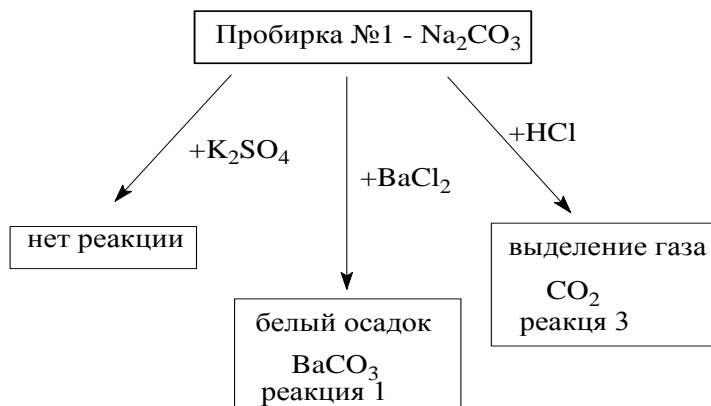 Пробирка №1 - Na₂CO₃
+K₂SO₄
+BaCl₂
+HCl
нет реакции
белый осадок
BaCO₃
реакция 1
выделение газа
CO₂
реакця 3